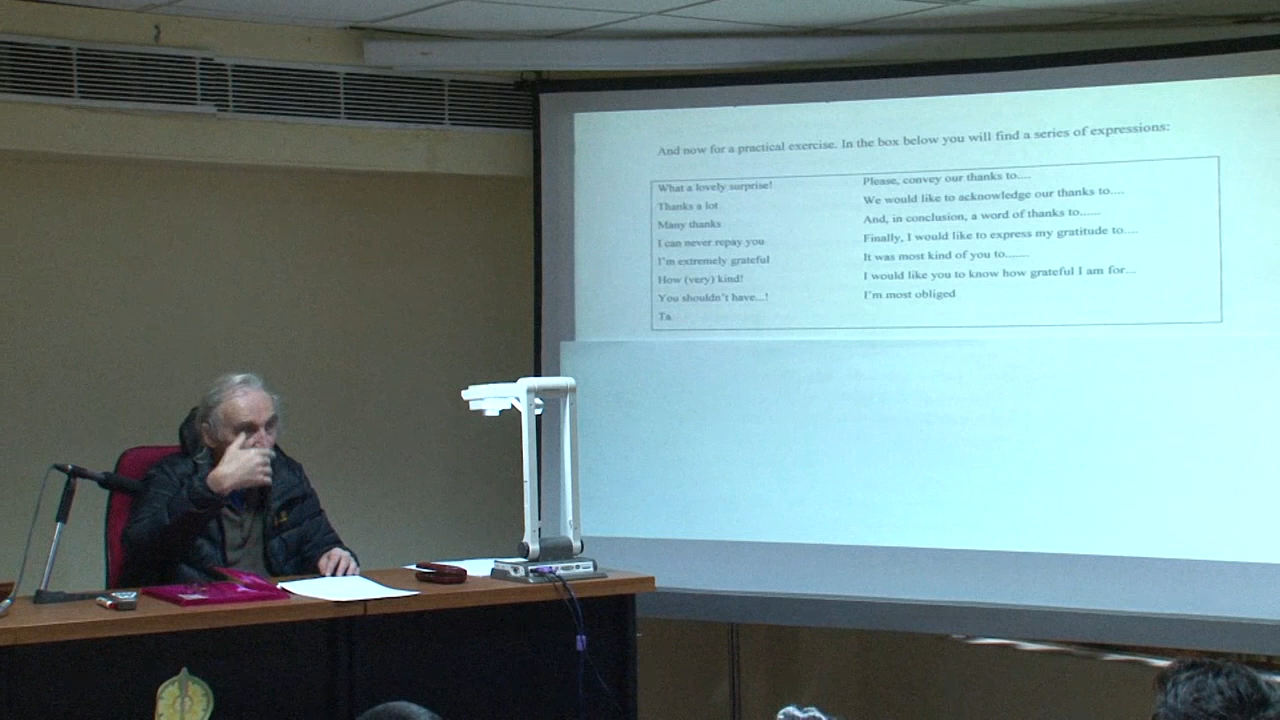 And now for a practical exercise. In the box below you will find a series of expressions:
What a lovely surprise!
Thanks a lot
Many thanks
I can never repay you
I'm extremely grateful
How (very) kind!
You shouldn't have...!
Ta
Please, convey our thanks to....
We would like to acknowledge our thanks to....
And, in conclusion, a word of thanks to......
Finally, I would like to express my gratitude to....
It was most kind of you to.......
I would like you to know how grateful I am for...
I'm most obliged